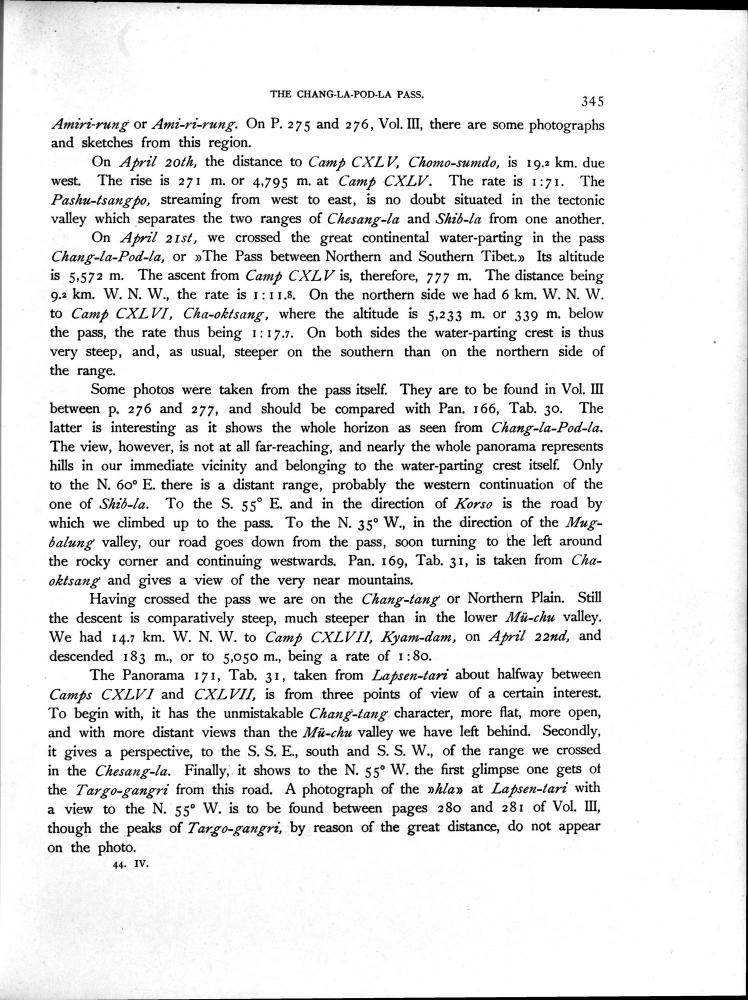 THE CHANG-LA-POD-LA PASS.
345
Amiri-rung or Ami-ri-rung. On P. 275 and 276, Vol. III, there are some photographs
and sketches from this region.
On April 20th, the distance to Camp CXLV, Chomo-sumdo, is 19.2 km. due
west. The rise is 271 m. or 4,795 m. at Camp CXLV. The rate is 1:71. The
Pashu-tsangpo, streaming from west to east, is no doubt situated in the tectonic
valley which separates the two ranges of Chesang-la and Shib-la from one another.
On April 21st, we crossed the great continental water-parting in the pass
Chang-la-Pod-la, or »The Pass between Northern and Southern Tibet.» Its altitude
is 5,572 m. The ascent from Camp CXLV is, therefore, 777 m. The distance being
9.2 km. W. N. W., the rate is 1:11.8. On the northern side we had 6 km. W. N. W.
to Camp CXLVI, Cha-oktsang, where the altitude is 5,233 m. or 339 m. below
the pass, the rate thus being 1:17.7. On both sides the water-parting crest is thus
very steep, and, as usual, steeper on the southern than on the northern side of
the range.
Some photos were taken from the pass itself. They are to be found in Vol. III
between p. 276 and 277, and should be compared with Pan. 166, Tab. 30. The
latter is interesting as it shows the whole horizon as seen from Chang-la-Pod-la.
The view, however, is not at all far-reaching, and nearly the whole panorama represents
hills in our immediate vicinity and belonging to the water-parting crest itself. Only
to the N. 60° E. there is a distant range, probably the western continuation of the
one of Shib-la. To the S. 55° E. and in the direction of Korso is the road by
which we climbed up to the pass. To the N. 35° W., in the direction of the Mug-
balung valley, our road goes down from the pass, soon turning to the left around
the rocky corner and continuing westwards. Pan. 169, Tab. 31, is taken from Cha-
oktsang and gives a view of the very near mountains.
Having crossed the pass we are on the Chang-tang or Northern Plain. Still
the descent is comparatively steep, much steeper than in the lower Mü-chu valley.
We had 14.7 km. W. N. W. to Camp CXLVII, Kyam-dam, on April 22nd, and
descended 183 m., or to 5,050 m., being a rate of 1:80.
The Panorama 171, Tab. 31, taken from Lapsen-tari about halfway between
Camps CXLVI and CXLVII, is from three points of view of a certain interest.
To begin with, it has the unmistakable Chang-tang character, more flat, more open,
and with more distant views than the Mü-chu valley we have left behind. Secondly,
it gives a perspective, to the S. S. E., south and S. S. W., of the range we crossed
in the Chesang-la. Finally, it shows to the N. 55° W. the first glimpse one gets of
the Targo-gangri from this road. A photograph of the »hla» at Lapsen-tari with
a view to the N. 55° W. is to be found between pages 280 and 281 of Vol. III,
though the peaks of Targo-gangri, by reason of the great distance, do not appear
on the photo.
44. IV.